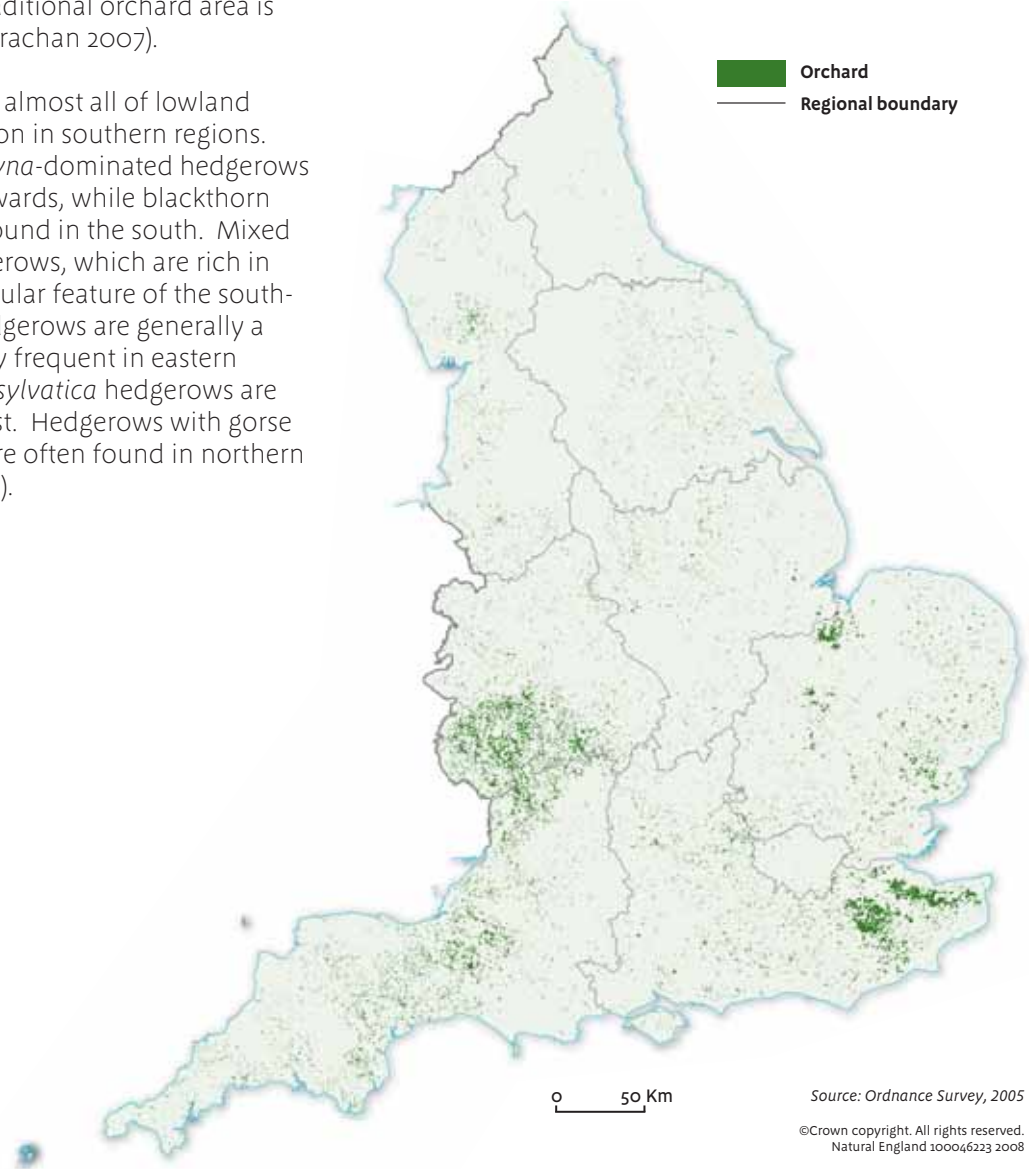 ditional orchard area is
rachan 2007).
almost all of lowland
on in southern regions.
yna-dominated hedgerows
wards, while blackthorn
ound in the south. Mixed
erows, which are rich in
ular feature of the south-
dgerows are generally a
y frequent in eastern
sylvatica hedgerows are
st. Hedgerows with gorse
re often found in northern
).
Orchard
Regional boundary
0 50 Km
Source: Ordnance Survey, 2005
©Crown copyright. All rights reserved.
Natural England 100046223 2008